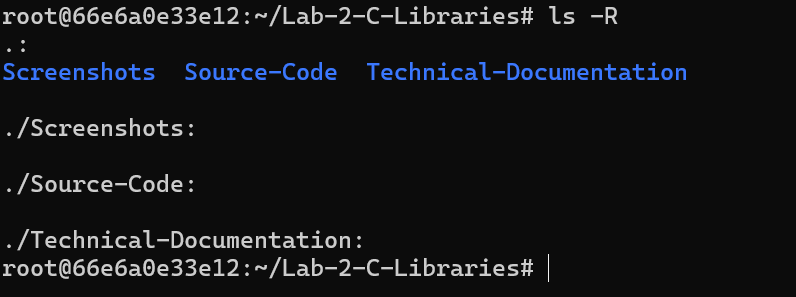 root@66e6a0e33e12:~/Lab-2-C-Libraries# ls -R
.:
Screenshots  Source-Code  Technical-Documentation
./Screenshots:
./Source-Code:
./Technical-Documentation:
root@66e6a0e33e12:~/Lab-2-C-Libraries#